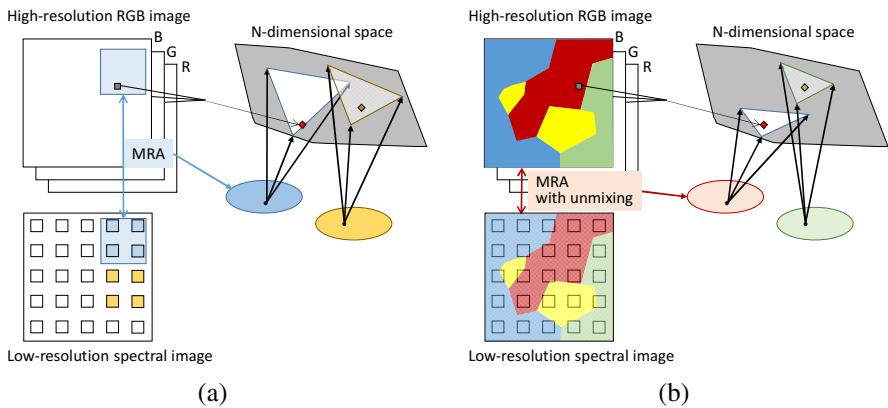 High-resolution RGB image
B
G
R
N-dimensional space
MRA
Low-resolution spectral image
(a)
High-resolution RGB image
B
G
R
N-dimensional space
MRA
with unmixing
Low-resolution spectral image
(b)